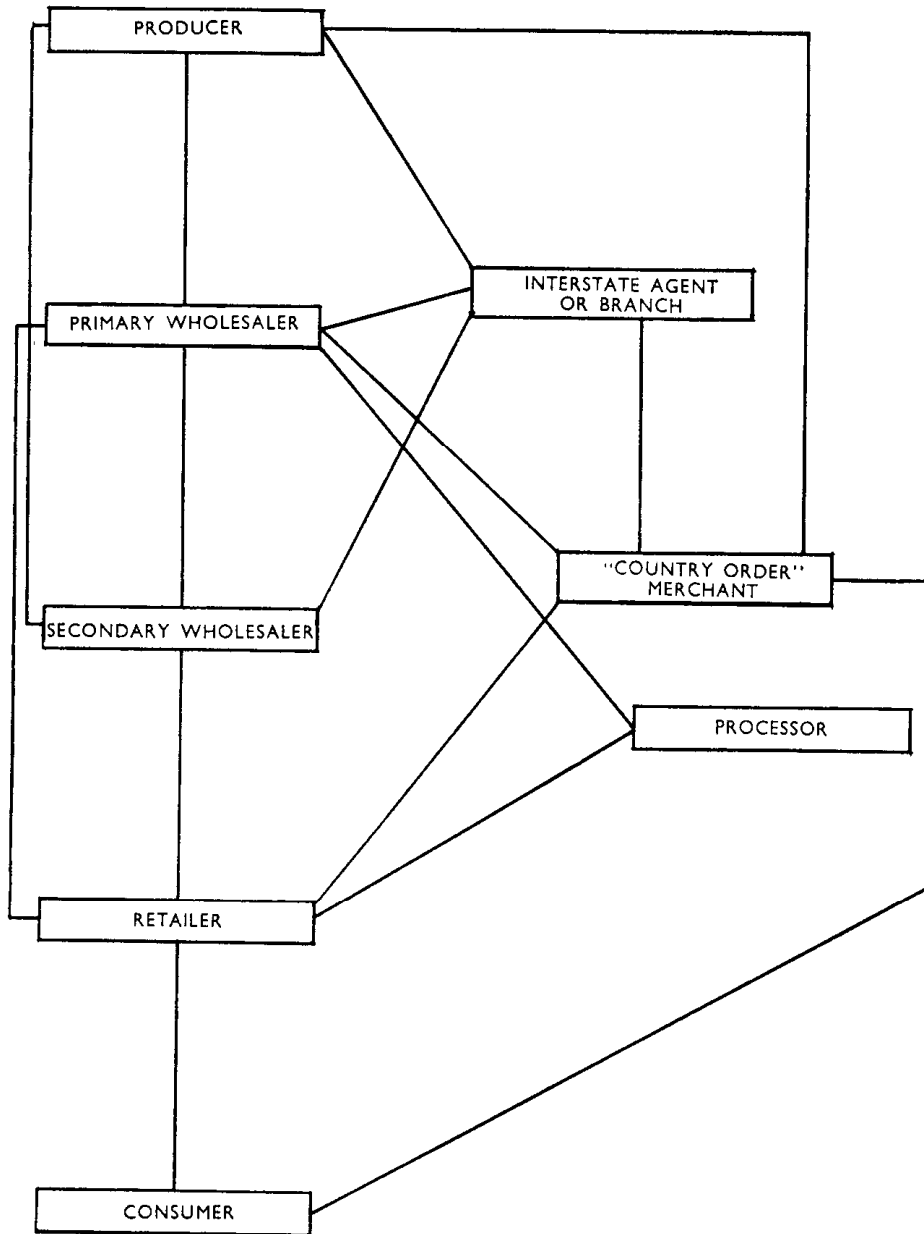 PRODUCER
INTERSTATE AGENT
OR BRANCH
PRIMARY WHOLESALER
"COUNTRY ORDER"
MERCHANT
SECONDARY WHOLESALER
PROCESSOR
RETAILER
CONSUMER